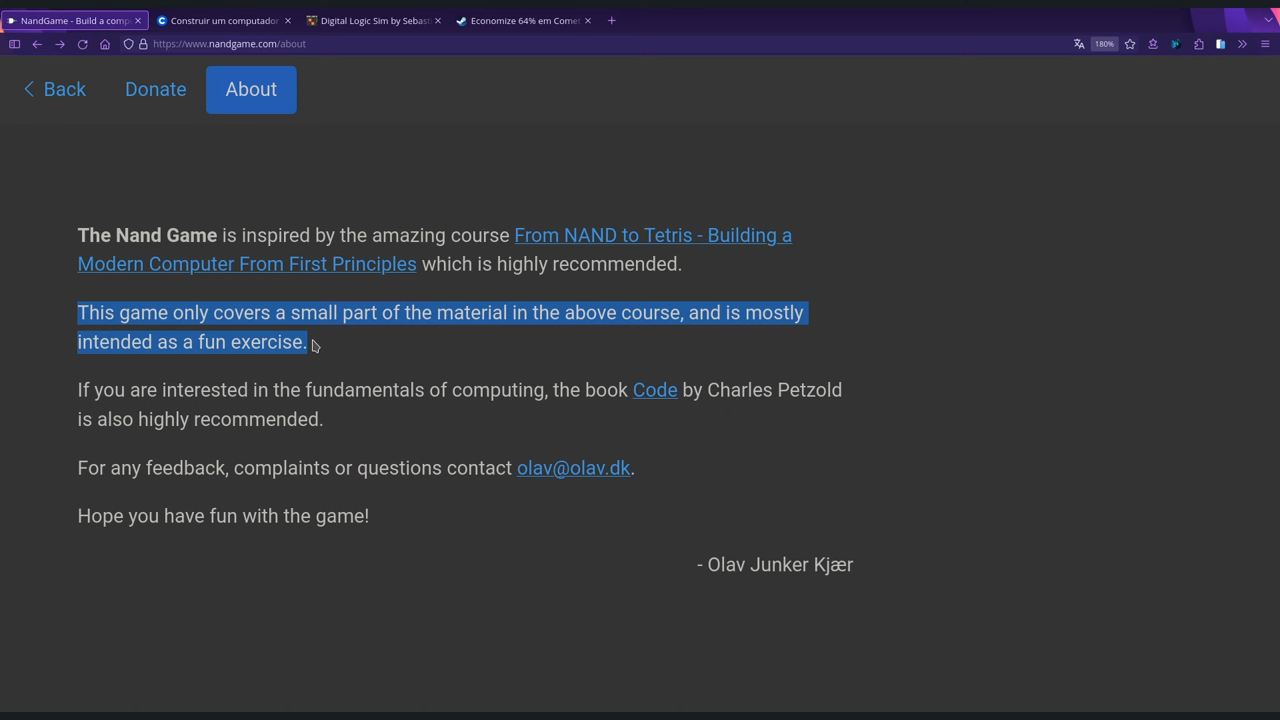 NandGame - Build a comp
Construir um computador
Digital Logic Sim by Sebast
Economize 64% em Comet
https://www.nandgame.com/about
180%
Back
Donate
About
The Nand Game is inspired by the amazing course From NAND to Tetris - Building a
Modern Computer From First Principles which is highly recommended.
This game only covers a small part of the material in the above course, and is mostly
intended as a fun exercise.
If you are interested in the fundamentals of computing, the book Code by Charles Petzold
is also highly recommended.
For any feedback, complaints or questions contact olav@olav.dk.
Hope you have fun with the game!
- Olav Junker Kjær